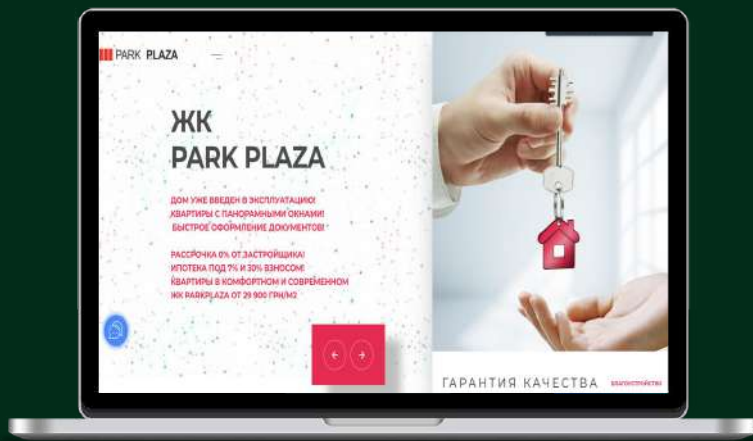 PARK PLAZA
ЖК
PARK PLAZA
ДОМ УЖЕ ВВЕДЕН В ЭКСПЛУАТАЦИЮ!
КВАРТИРЫ С ПАНОРАМНЫМИ ОКНАМИ!
БЫСТРОЕ ОФОРМЛЕНИЕ ДОКУМЕНТОВ!
РАССРОЧКА 0% ОТ ЗАСТРОЙЩИКА!
ИПОТЕКА ПОД 7% И 30% ВЗНОСОМ!
КВАРТИРЫ В КОМФОРТНОМ И СОВРЕМЕННОМ
ЖК PARKPLAZA ОТ 29 900 ГРН/М2
ГАРАНТИЯ КАЧЕСТВА
БЛАГОУСТРОЙСТВО